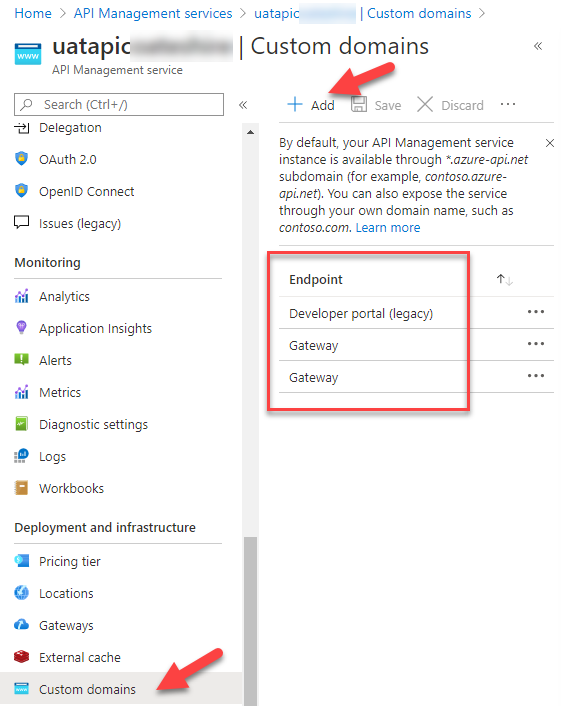 Home > API Management services > uatapic | Custom domains >
uatapic | Custom domains «
API Management service
Search (Ctrl+/) «
Delegation
OAuth 2.0
OpenID Connect
Issues (legacy)
Monitoring
Analytics
Application Insights
Alerts
Metrics
Diagnostic settings
Logs
Workbooks
Deployment and infrastructure
Pricing tier
Locations
Gateways
External cache
Custom domains
+ Add Save Discard ...
By default, your API Management service
instance is available through *.azure-api.net
subdomain (for example, contoso.azure-
api.net). You can also expose the service
through your own domain name, such as
contoso.com. Learn more
Endpoint ↑↓
Developer portal (legacy) ...
Gateway ...
Gateway ...